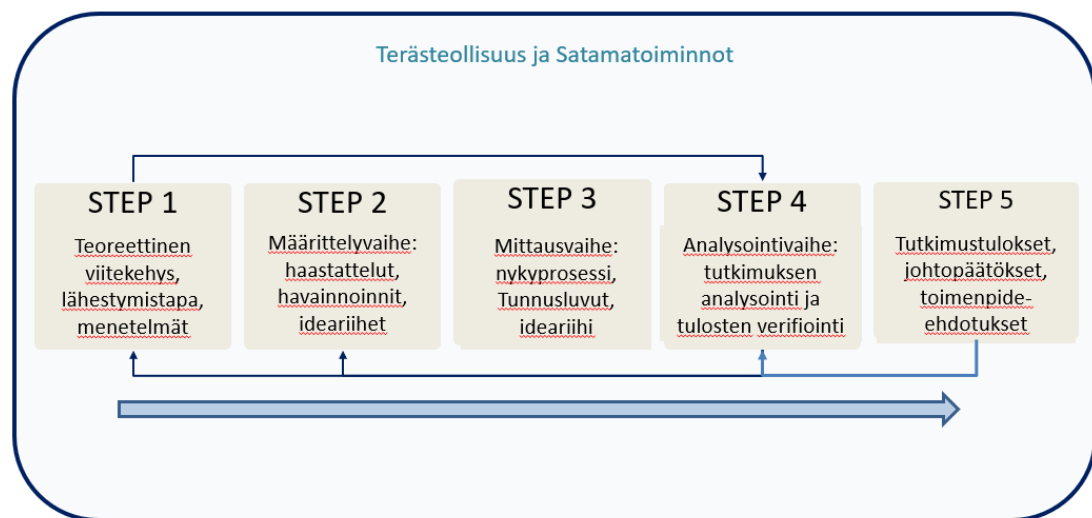 Terästeollisuus ja Satamatoiminnot
STEP 1
Teoreettinen
viitekehys,
lähestymistapa,
menetelmät
STEP 2
Määrittelyvaihe:
haastattelut,
havainnoinnit,
ideariihet
STEP 3
Mittausvaihe:
nykyprosessi,
Tunnusluvut,
ideariihi
STEP 4
Analysointivaihe:
tutkimuksen
analysointi ja
tulosten verifiointi
STEP 5
Tutkimustulokset,
johtopäätökset,
toimenpide-
ehdotukset